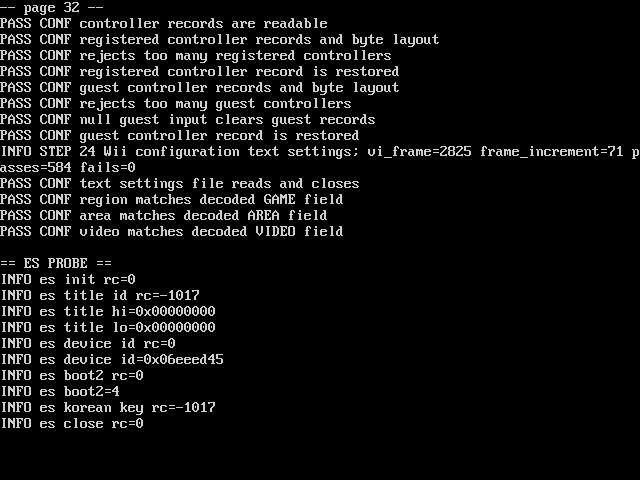 -- page 32 --
PASS CONF controller records are readable
PASS CONF registered controller records and byte layout
PASS CONF rejects too many registered controllers
PASS CONF registered controller record is restored
PASS CONF guest controller records and byte layout
PASS CONF rejects too many guest controllers
PASS CONF null guest input clears guest records
PASS CONF guest controller record is restored
INFO STEP 24 Wii configuration text settings; vi_frame=2825 frame_increment=71 p
asses=584 fails=0
PASS CONF text settings file reads and closes
PASS CONF region matches decoded GAME field
PASS CONF area matches decoded AREA field
PASS CONF video matches decoded VIDEO field
== ES PROBE ==
INFO es init rc=0
INFO es title id rc=-1017
INFO es title hi=0x00000000
INFO es title lo=0x00000000
INFO es device id rc=0
INFO es device id=0x06eeed45
INFO es boot2 rc=0
INFO es boot2=4
INFO es korean key rc=-1017
INFO es close rc=0